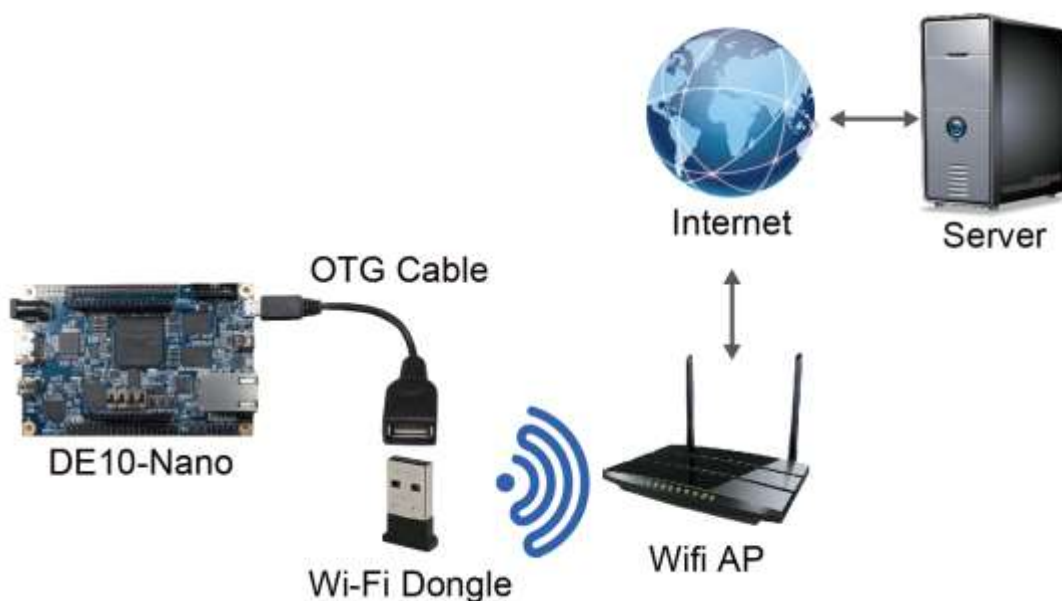 Internet
Server
OTG Cable
DE10-Nano
Wi-Fi Dongle
Wifi AP